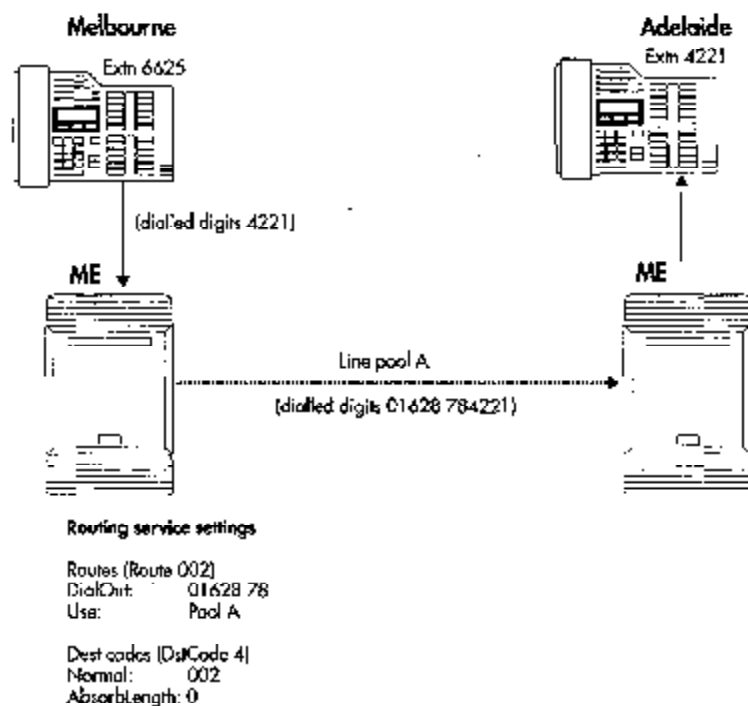 Melbourne
Adelaide
Extn 6625
Extn 4221
(dialled digits 4221)
ME
ME
Line pool A
(dialled digits 01628 784221)
Routing service settings
Routes (Route 002)
DialOut: 01628 78
Use: Pool A
Dest codes (DstCode 4)
Normal: 002
AbsorbLength: 0